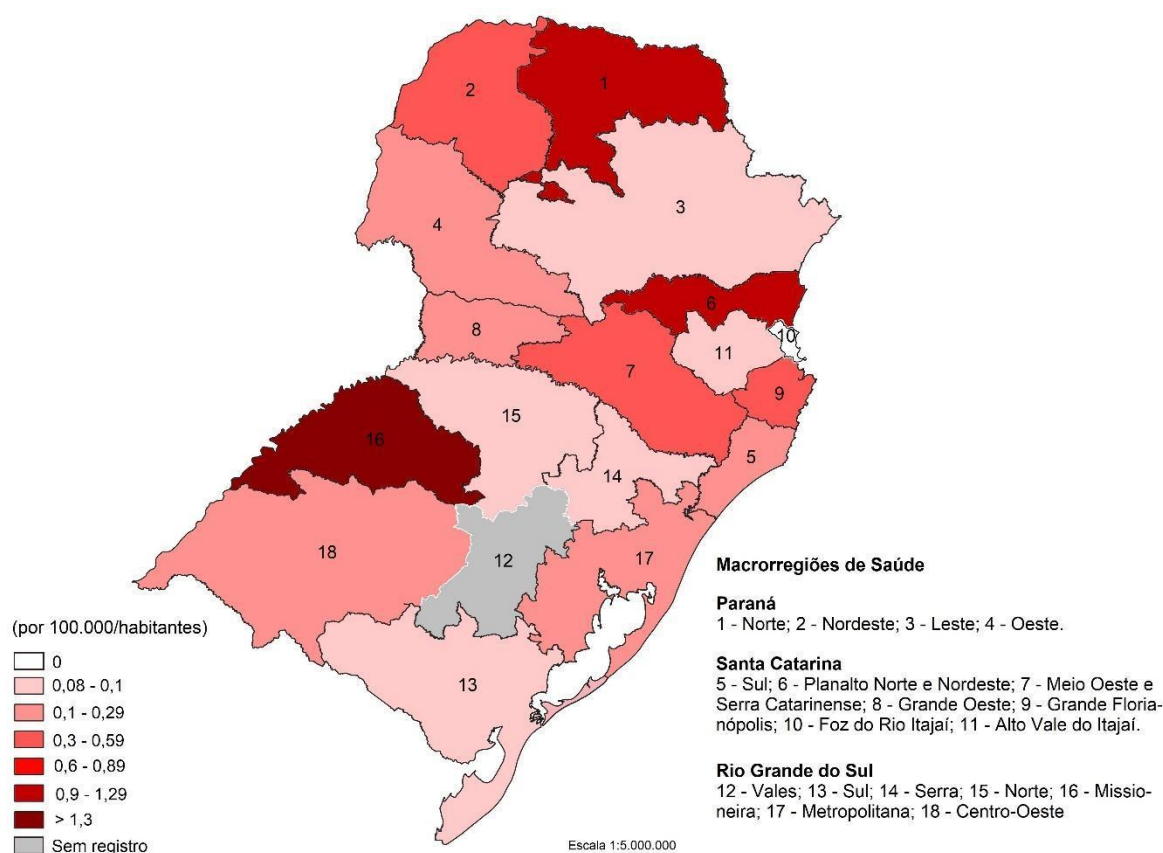 2
1
3
4
6
10
8
11
7
9
15
16
5
14
18
12
17
13
(por 100.000/habitantes)
0
0,08 - 0,1
0,1 - 0,29
0,3 - 0,59
0,6 - 0,89
0,9 - 1,29
> 1,3
Sem registro
Escala 1:5.000.000
Macrorregiões de Saúde
Paraná
1 - Norte; 2 - Nordeste; 3 - Leste; 4 - Oeste.
Santa Catarina
5 - Sul; 6 - Planalto Norte e Nordeste; 7 - Meio Oeste e
Serra Catarinense; 8 - Grande Oeste; 9 - Grande Floria-
nópolis; 10 - Foz do Rio Itajaí; 11 - Alto Vale do Itajaí.
Rio Grande do Sul
12 - Vales; 13 - Sul; 14 - Serra; 15 - Norte; 16 - Missio-
neira; 17 - Metropolitana; 18 - Centro-Oeste